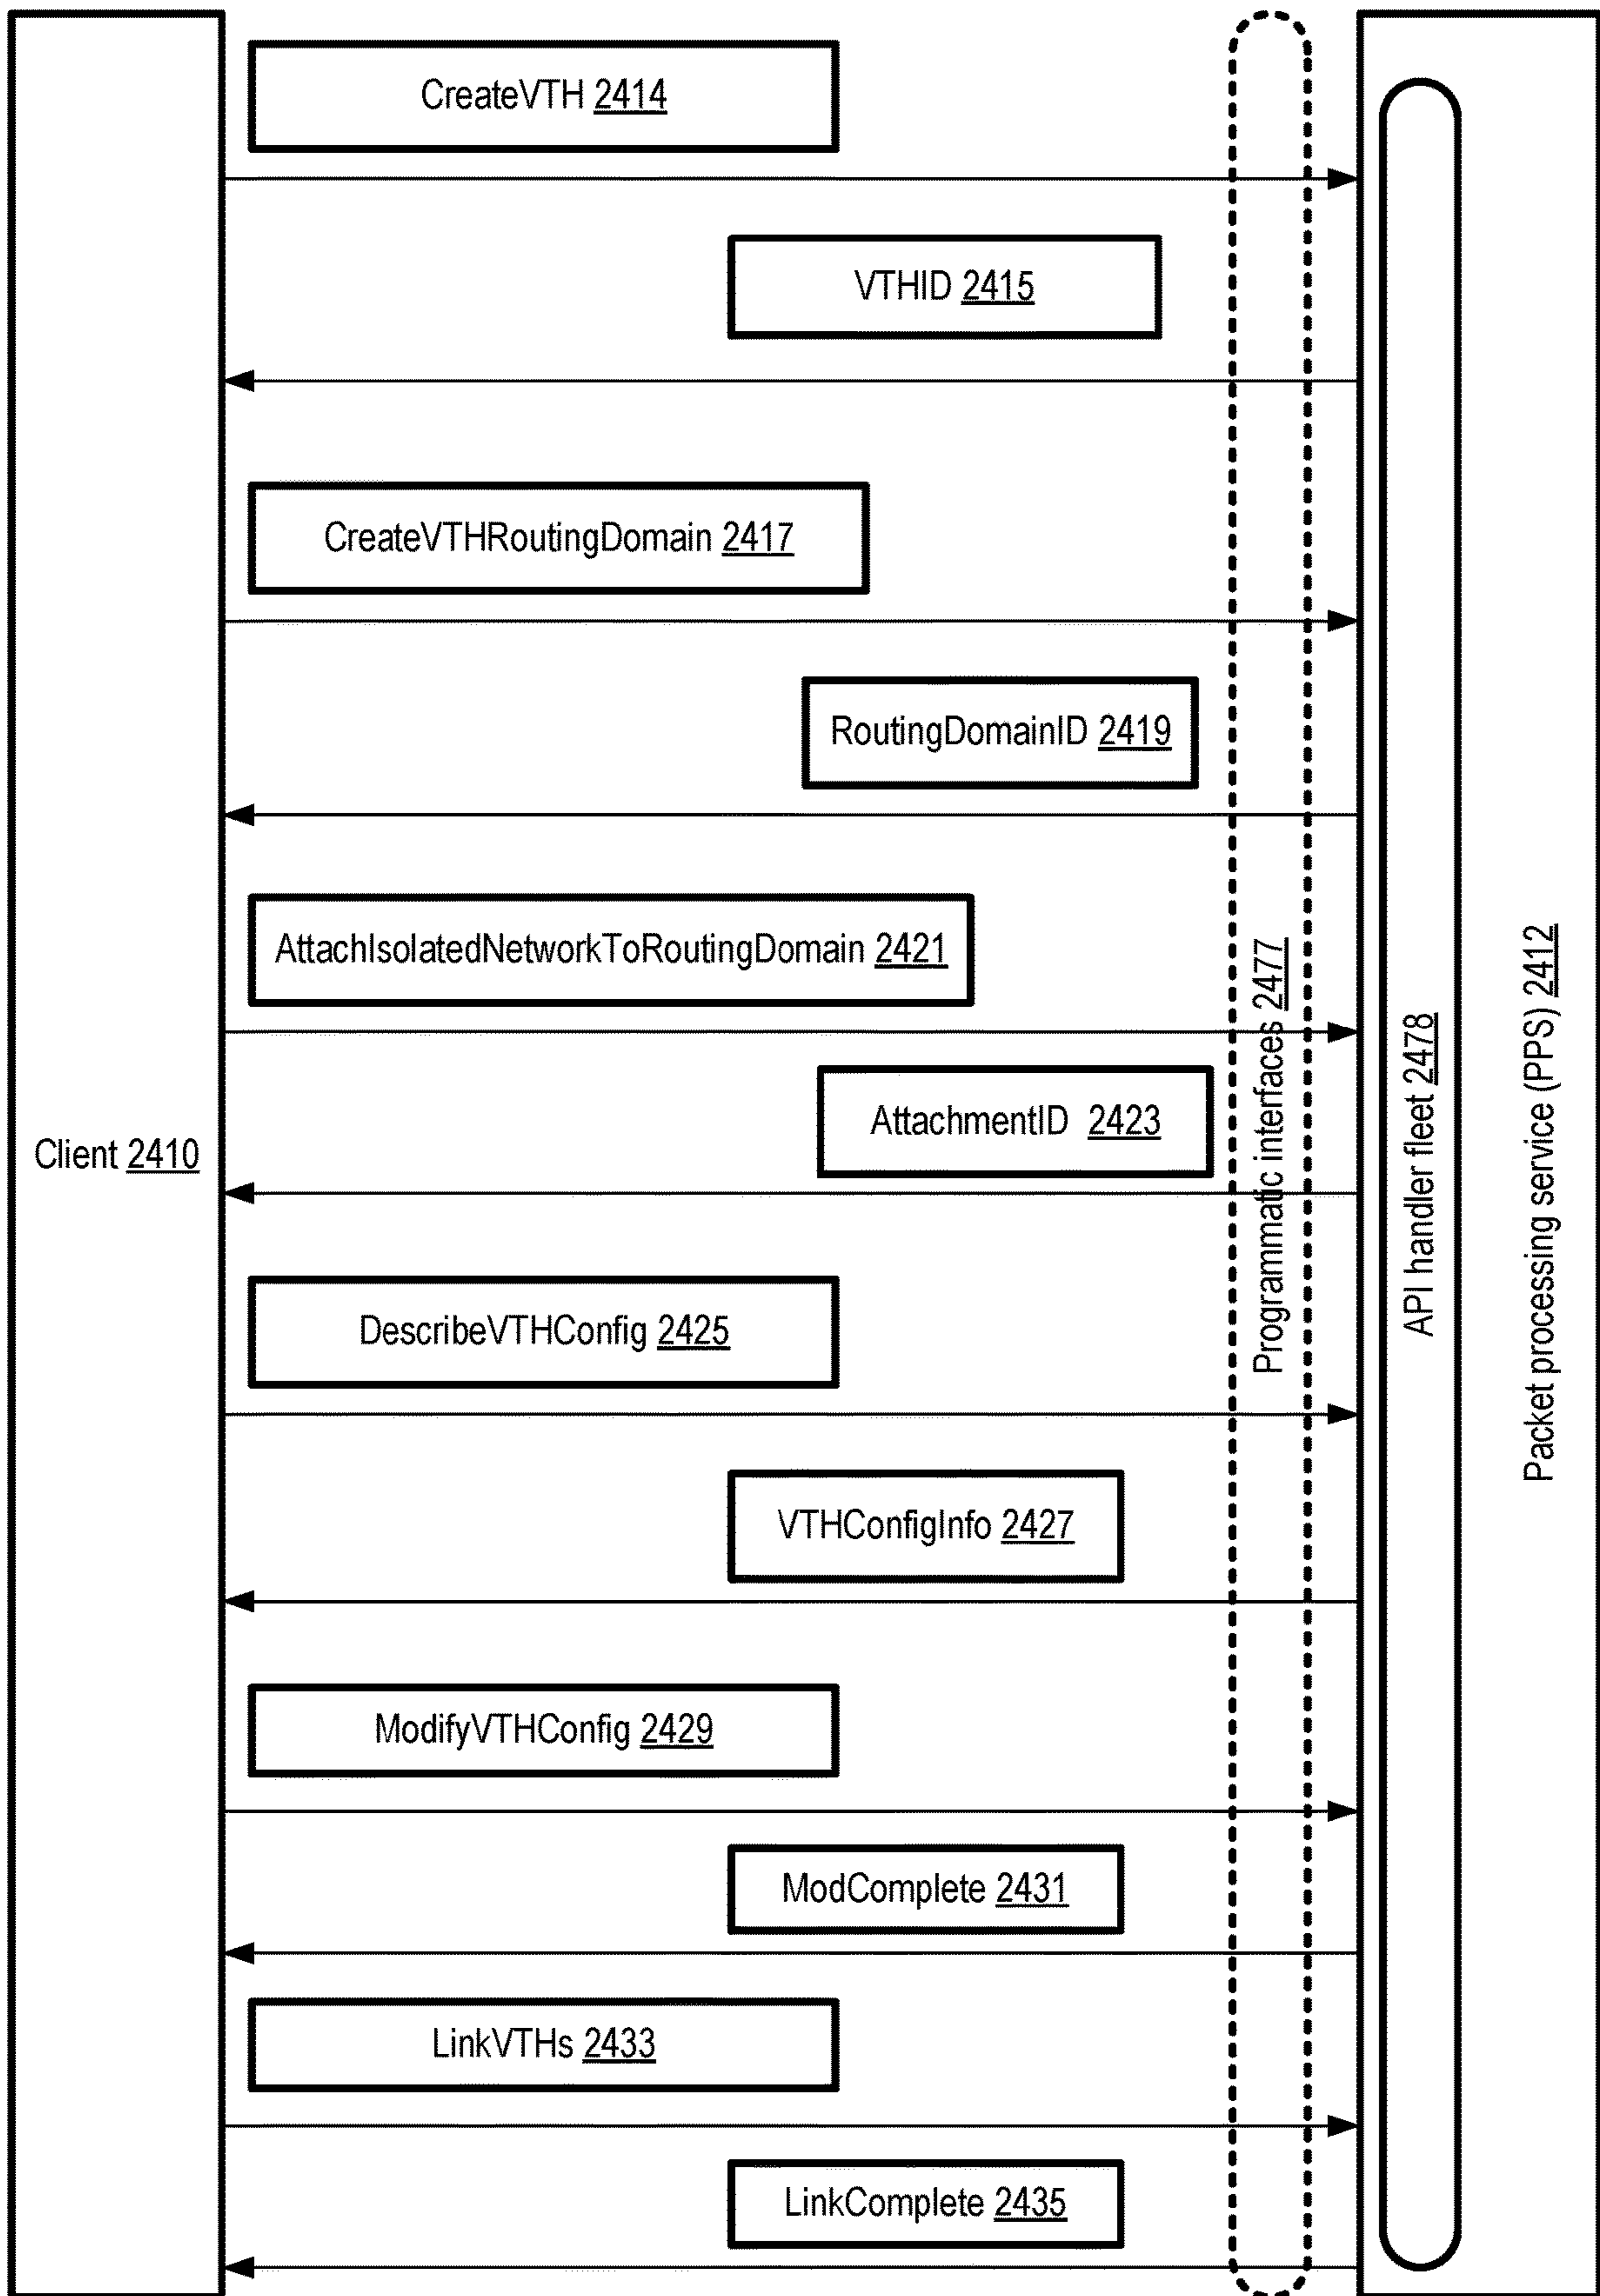 CreateVTH 2414
VTHID 2415
CreateVTHRoutingDomain 2417
RoutingDomainID 2419
AttachIsolatedNetworkToRoutingDomain 2421
AttachmentID 2423
Client 2410
DescribeVTHConfig 2425
VTHConfigInfo 2427
ModifyVTHConfig 2429
ModComplete 2431
LinkVTHs 2433
LinkComplete 2435
Programmatic interfaces 2477
API handler fleet 2478
Packet processing service (PPS) 2412